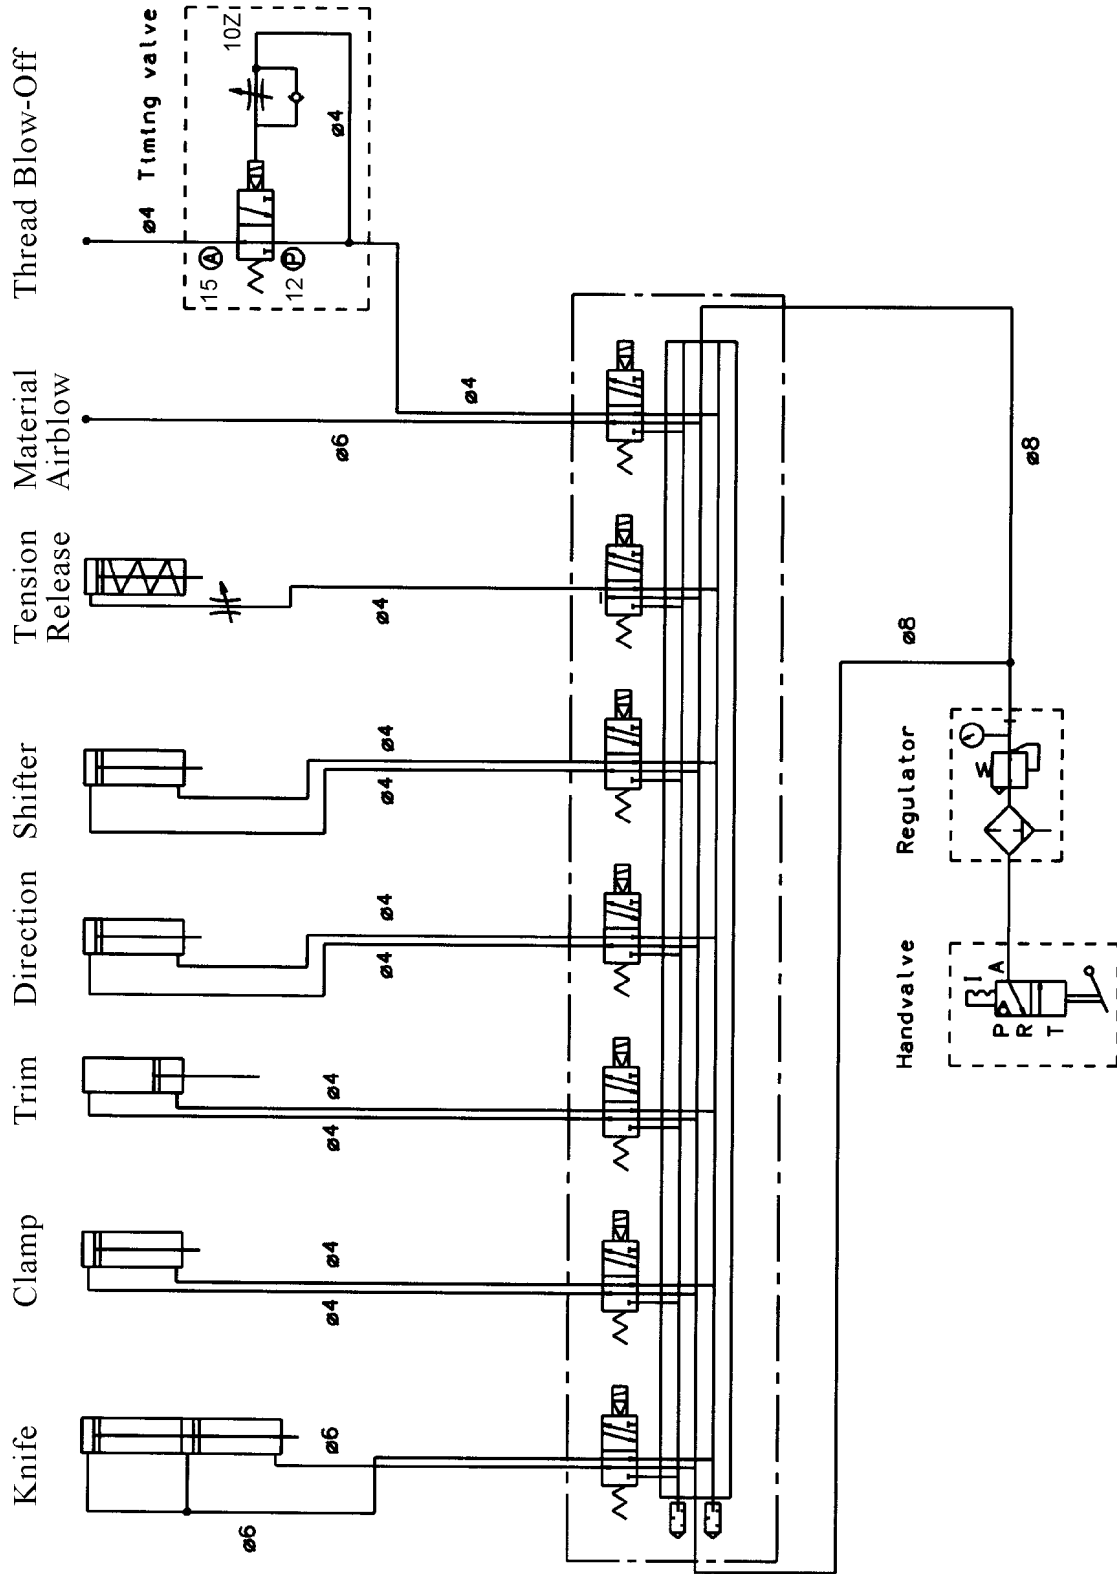 Knife
Clamp
Trim
Direction
Shifter
Tension
Release
Material
Airblow
Thread Blow-Off
ø4 Timing valve
10Z
15 A
12 P
ø4
ø6
ø6
ø4
ø4
ø4
ø4
ø4
ø4
ø4
ø4
ø4
ø6
ø4
ø8
ø8
Handvalve
I
A
P
R
T
Regulator
W